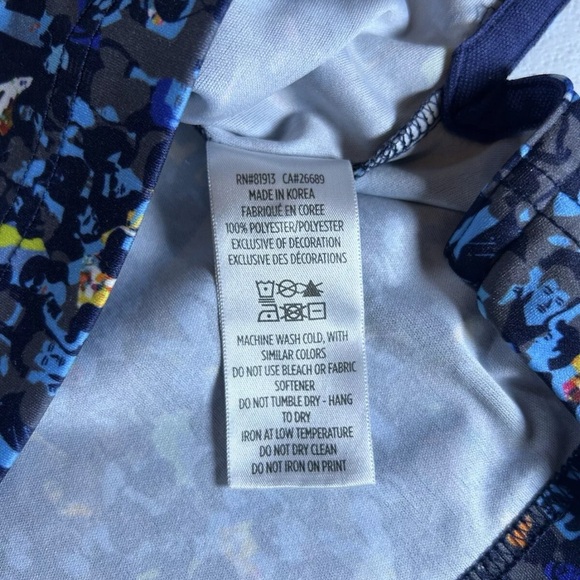 RN#81913 CA#26689
MADE IN KOREA
FABRIQUÉ EN COREE
100% POLYESTER/POLYESTER
EXCLUSIVE OF DECORATION
EXCLUSIVE DES DÉCORATIONS
MACHINE WASH COLD, WITH
SIMILAR COLORS
DO NOT USE BLEACH OR FABRIC
SOFTENER
DO NOT TUMBLE DRY - HANG
TO DRY
IRON AT LOW TEMPERATURE
DO NOT DRY CLEAN
DO NOT IRON ON PRINT